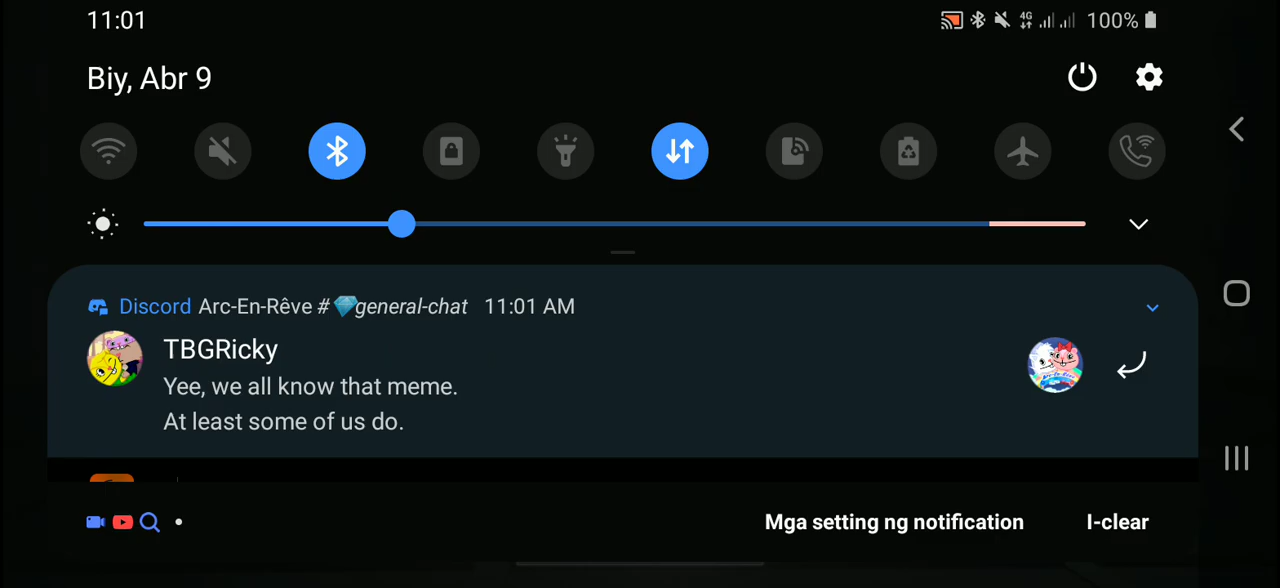 11:01
4G
100%
Biy, Abr 9
Discord Arc-En-Rêve #💎general-chat 11:01 AM
TBGRicky
Yee, we all know that meme.
At least some of us do.
Mga setting ng notification
I-clear